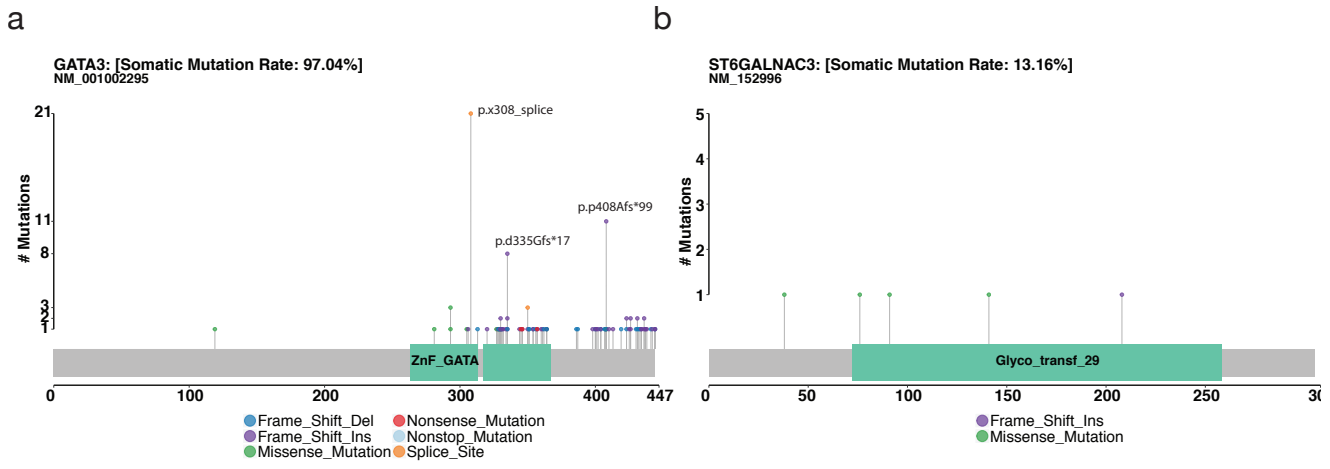 a
GATA3: [Somatic Mutation Rate: 97.04%]
NM_001002295
# Mutations
21
11
8
3
2
1
p.x308_splice
p.d335Gfs*17
p.p408Afs*99
ZnF_GATA
0
100
200
300
400
447
Frame_Shift_Del
Frame_Shift_Ins
Missense_Mutation
Nonsense_Mutation
Nonstop_Mutation
Splice_Site
b
ST6GALNAC3: [Somatic Mutation Rate: 13.16%]
NM_152996
# Mutations
5
4
3
2
1
Glyco_transf_29
0
50
100
150
200
250
30
Frame_Shift_Ins
Missense_Mutation